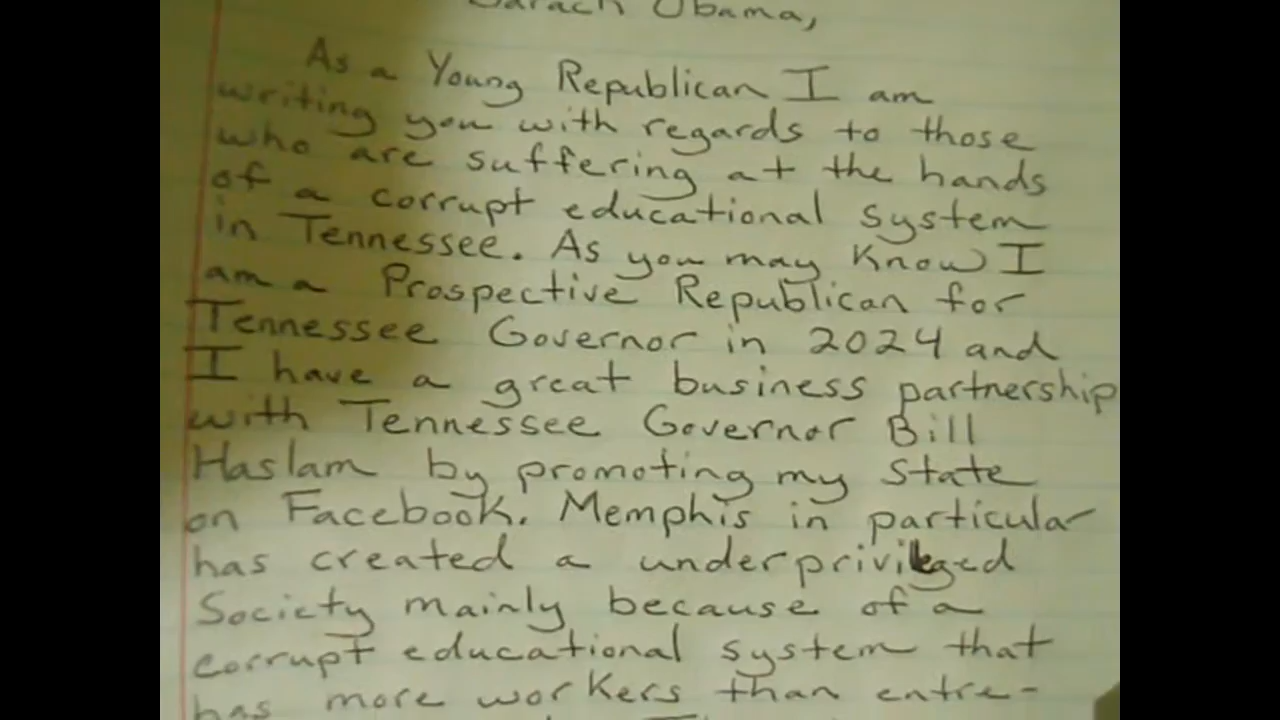 Barack Obama,
As a Young Republican I am
writing you with regards to those
who are suffering at the hands
of a corrupt educational system
in Tennessee. As you may Know I
am a Prospective Republican for
Tennessee Governor in 2024 and
I have a great business partnership
with Tennessee Governor Bill
Haslam by promoting my State
on Facebook. Memphis in particular
has created a underprivileged
Society mainly because of a
corrupt educational system that
has more workers than entre-